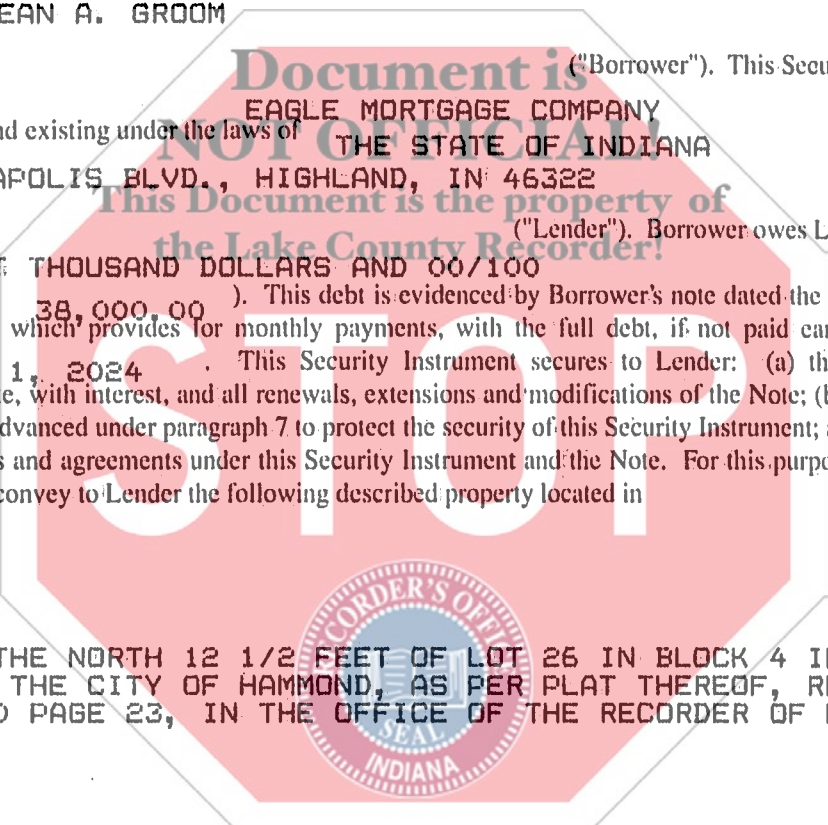 EAN A. GROOM
Document is
("Borrower"). This Secu
EAGLE MORTGAGE COMPANY
nd existing under the laws of
NOT OFFICIAL!
THE STATE OF INDIANA
APOLIS BLVD., HIGHLAND, IN 46322
This Document is the property of
("Lender"). Borrower owes L
the Lake County Recorder!
THOUSAND DOLLARS AND 00/100
38,000.00 ). This debt is evidenced by Borrower's note dated the
which provides for monthly payments, with the full debt, if not paid ear
1, 2024 . This Security Instrument secures to Lender: (a) th
e, with interest, and all renewals, extensions and modifications of the Note; (b
dvanced under paragraph 7 to protect the security of this Security Instrument; a
s and agreements under this Security Instrument and the Note. For this purpo
convey to Lender the following described property located in
STOP
RECORDER'S OFFICE
THE NORTH 12 1/2 FEET OF LOT 26 IN BLOCK 4 I
THE CITY OF HAMMOND, AS PER PLAT THEREOF, RE
PAGE 23, IN THE OFFICE OF THE RECORDER OF
SEAL
INDIANA